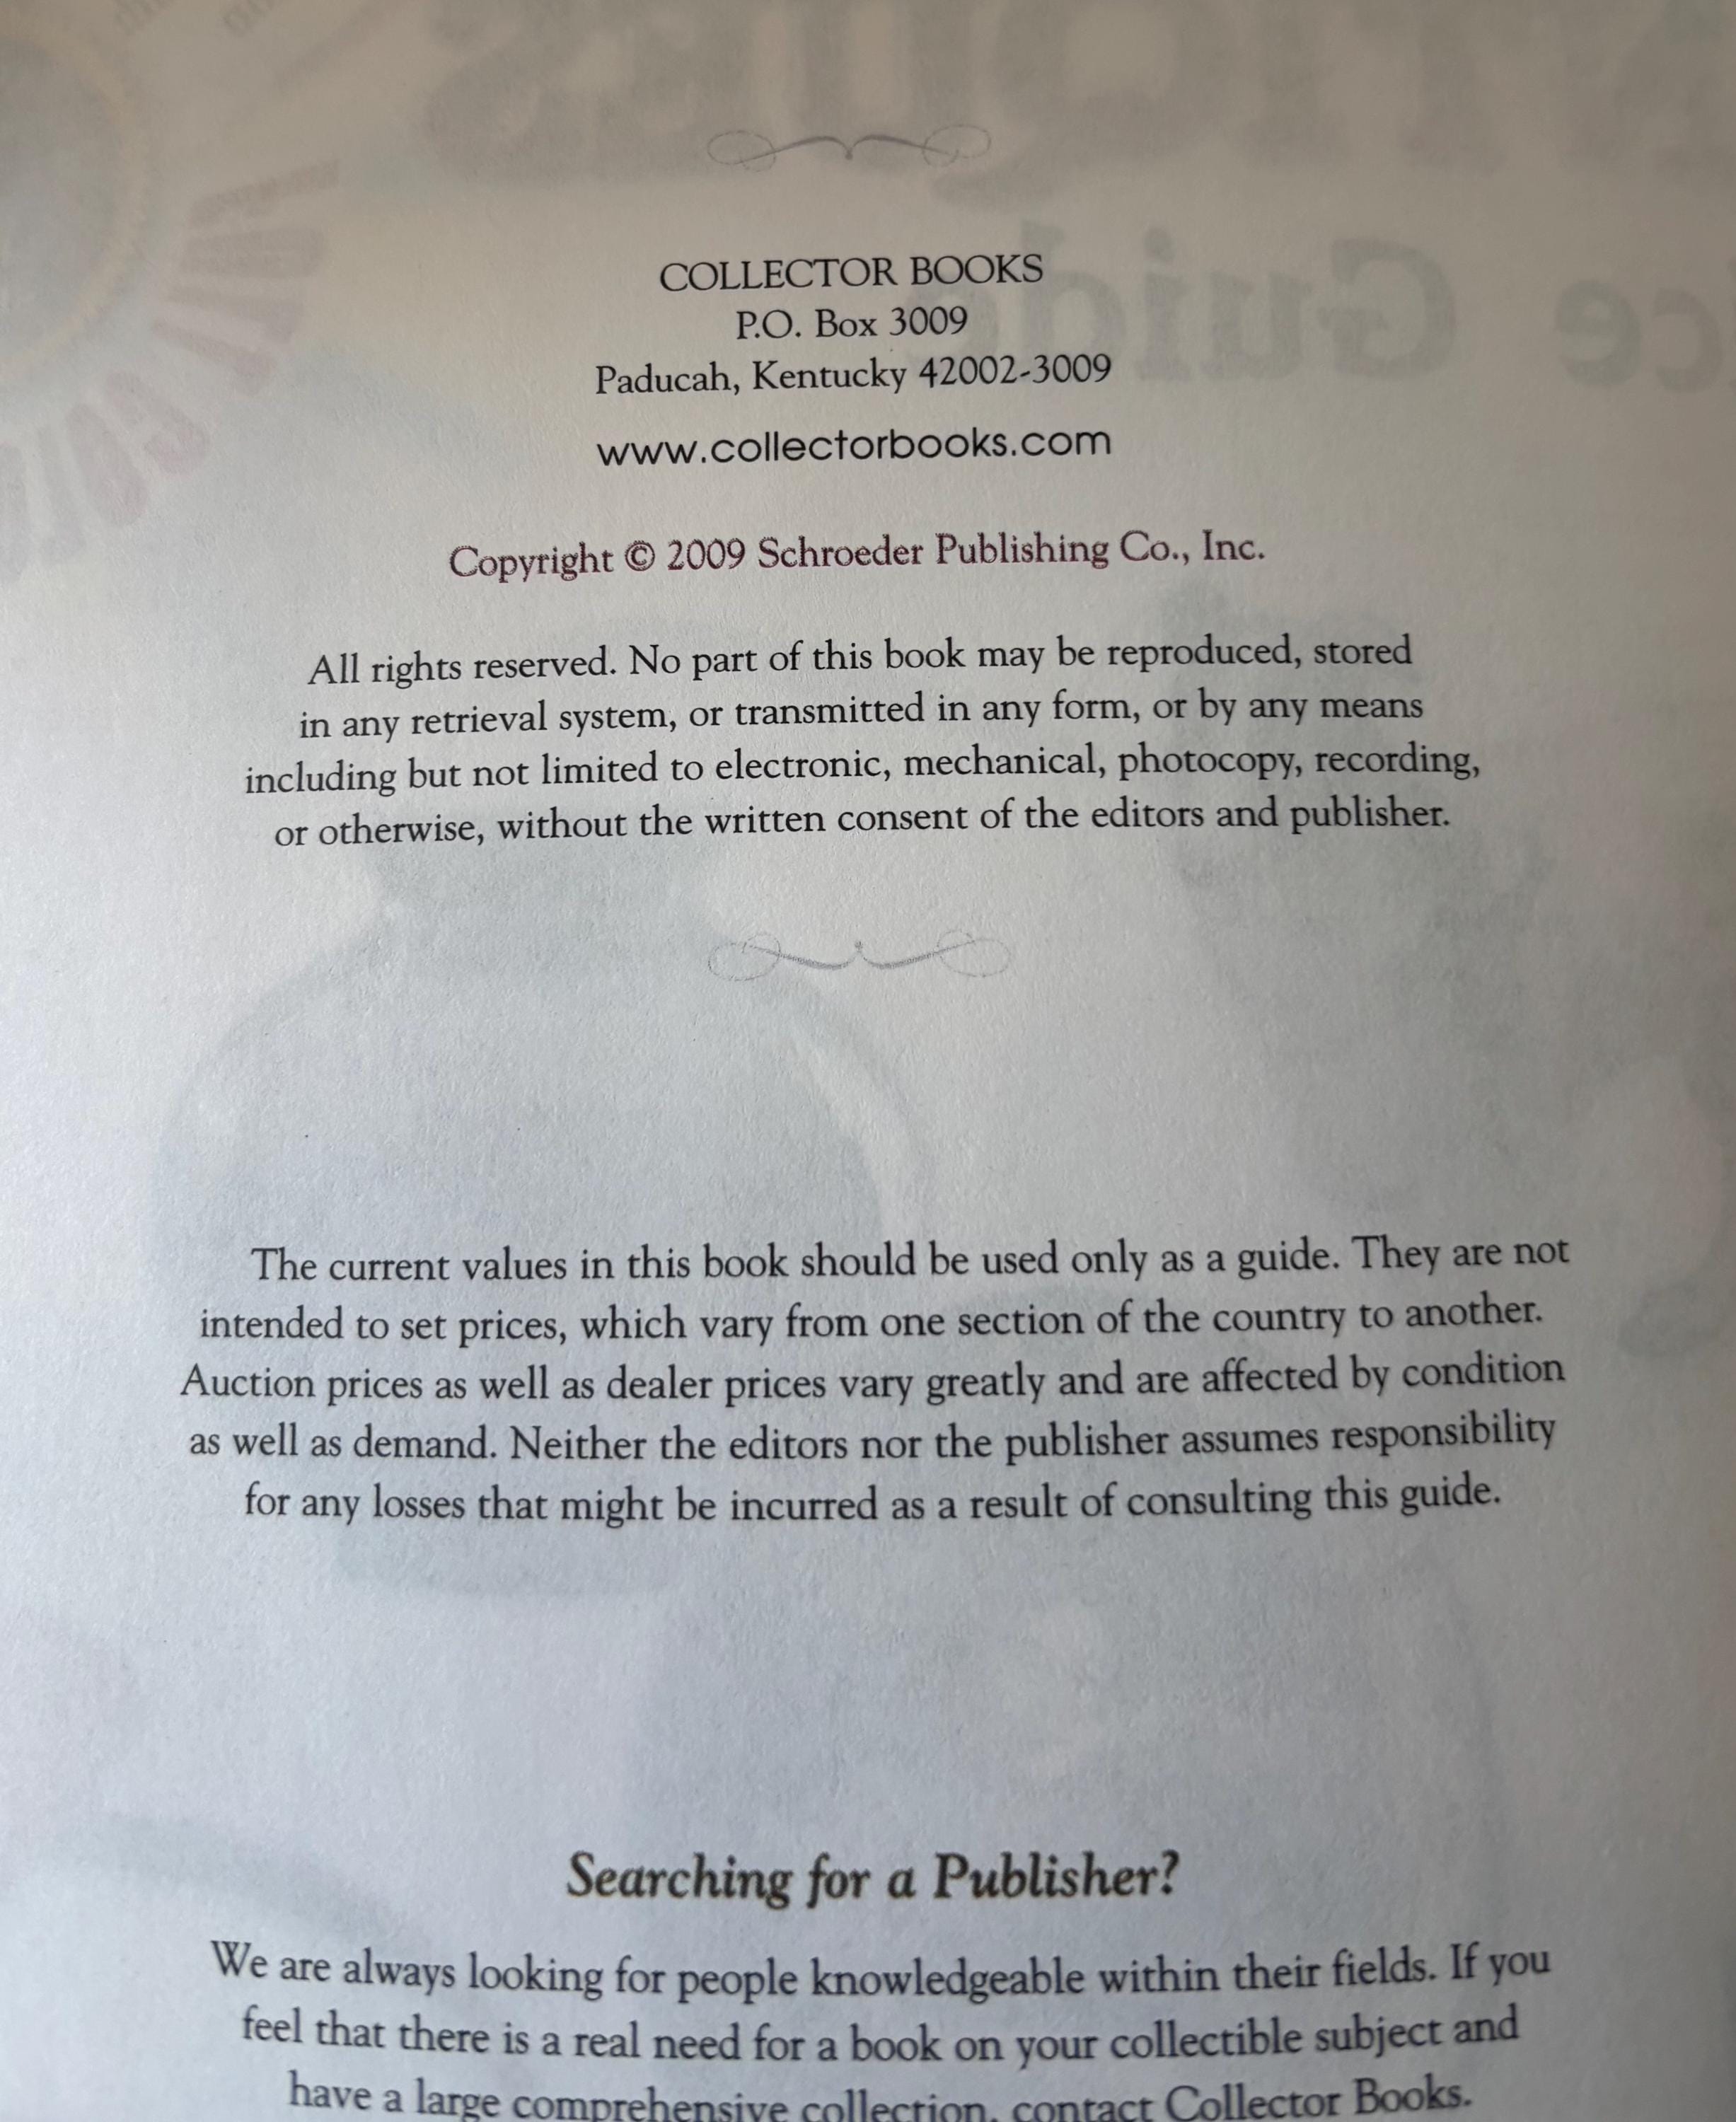 COLLECTOR BOOKS
P.O. Box 3009
Paducah, Kentucky 42002-3009
www.collectorbooks.com
Copyright © 2009 Schroeder Publishing Co., Inc.
All rights reserved. No part of this book may be reproduced, stored
in any retrieval system, or transmitted in any form, or by any means
including but not limited to electronic, mechanical, photocopy, recording,
or otherwise, without the written consent of the editors and publisher.
The current values in this book should be used only as a guide. They are not
intended to set prices, which vary from one section of the country to another.
Auction prices as well as dealer prices vary greatly and are affected by condition
as well as demand. Neither the editors nor the publisher assumes responsibility
for any losses that might be incurred as a result of consulting this guide.
Searching for a Publisher?
We are always looking for people knowledgeable within their fields. If you
feel that there is a real need for a book on your collectible subject and
have a large comprehensive collection, contact Collector Books.